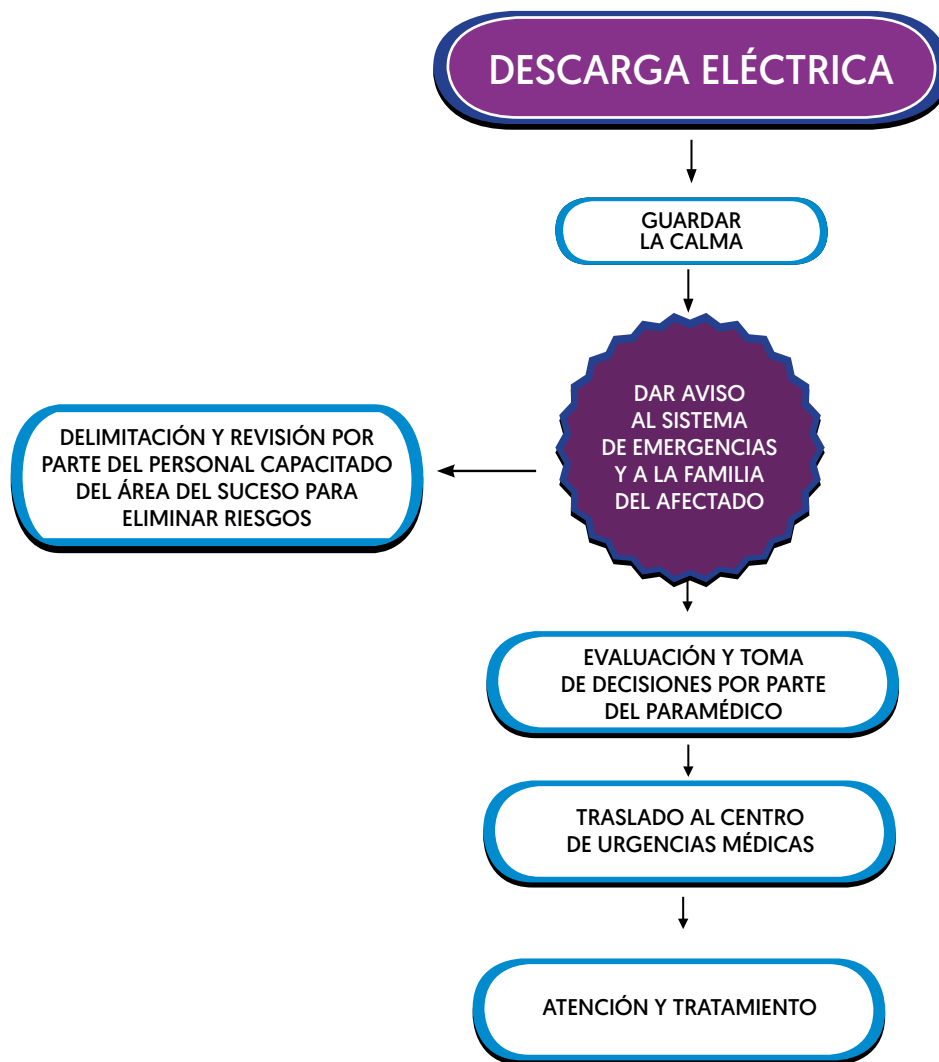 DESCARGA ELÉCTRICA
GUARDAR
LA CALMA
DAR AVISO
AL SISTEMA
DE EMERGENCIAS
Y A LA FAMILIA
DEL AFECTADO
DELIMITACIÓN Y REVISIÓN POR
PARTE DEL PERSONAL CAPACITADO
DEL ÁREA DEL SUCESO PARA
ELIMINAR RIESGOS
EVALUACIÓN Y TOMA
DE DECISIONES POR PARTE
DEL PARAMÉDICO
TRASLADO AL CENTRO
DE URGENCIAS MÉDICAS
ATENCIÓN Y TRATAMIENTO